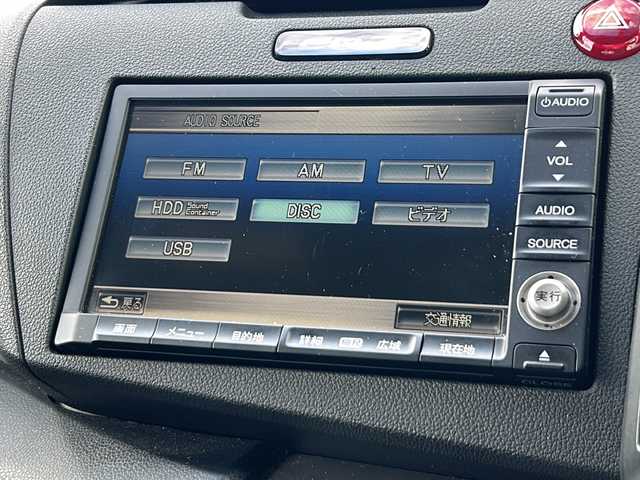 AUDIO
AUDIO SOURCE
FM AM TV
VOL
HDD Sound Container DISC ビデオ
AUDIO
USB
SOURCE
戻る
交通情報
実行
画面 メニュー 目的地 詳細 広域 現在地
CLOSE